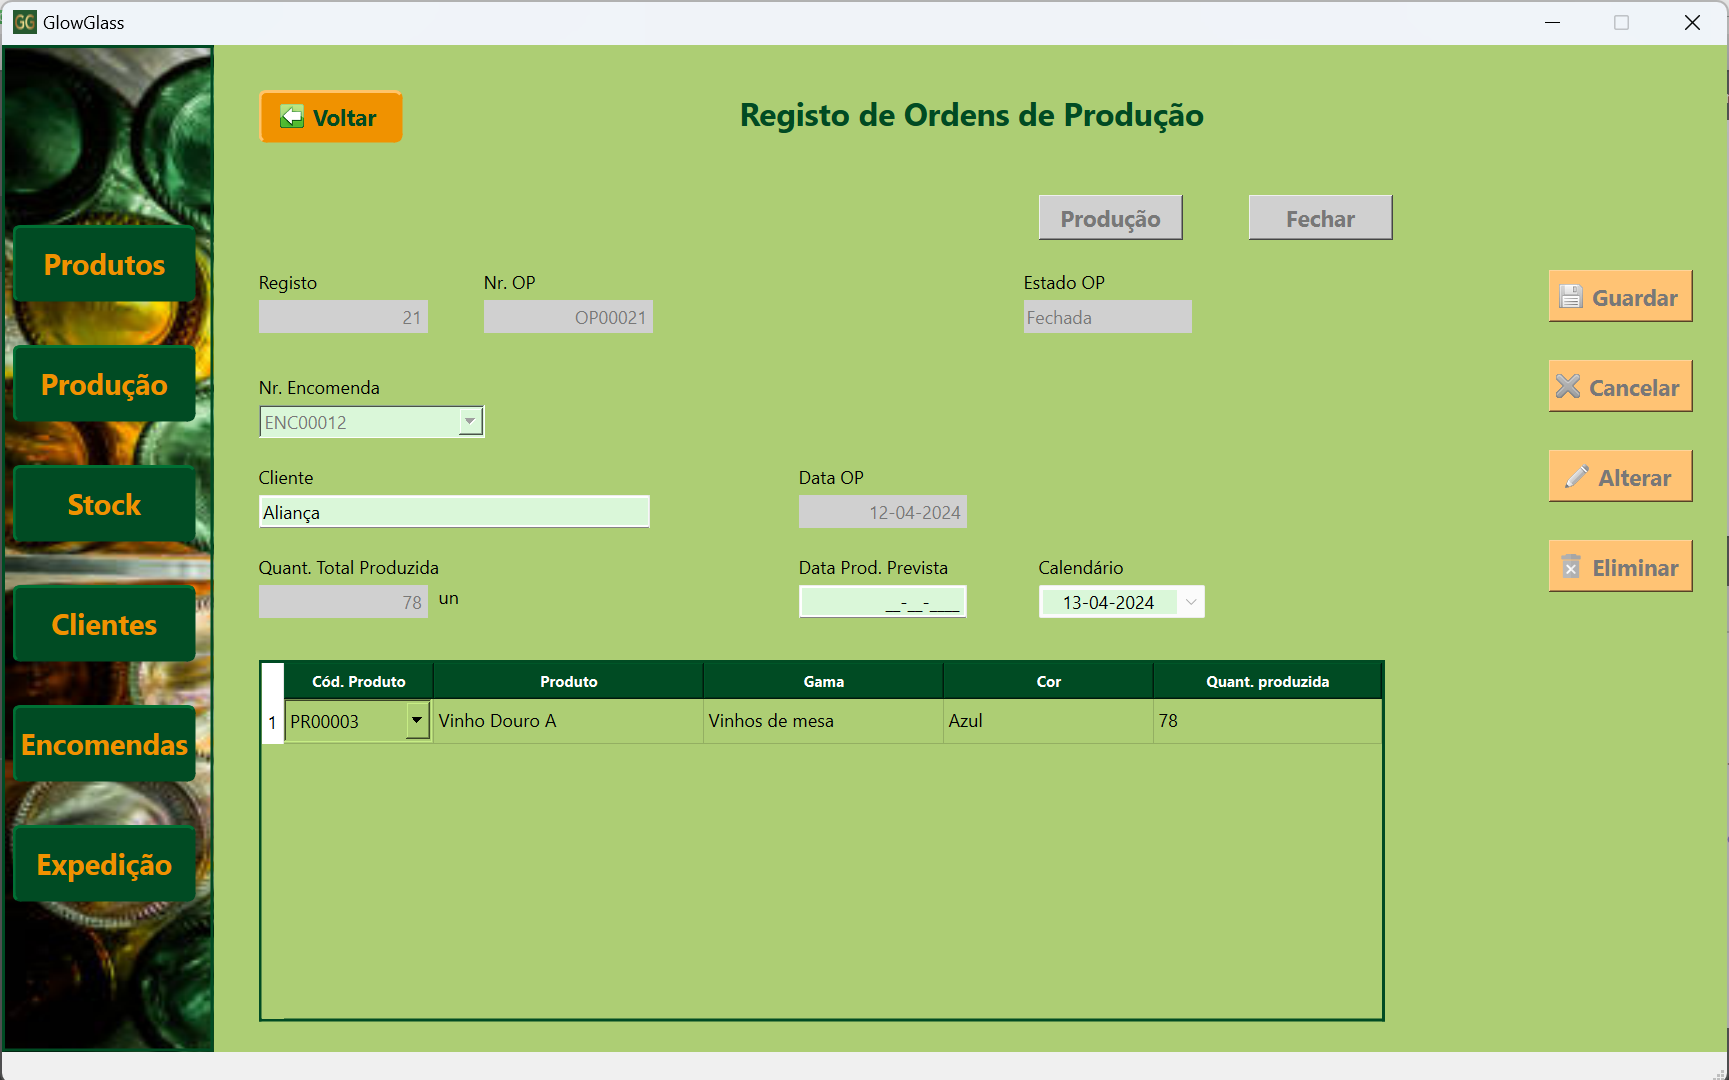 GG GlowGlass
Voltar
Registo de Ordens de Produção
Produção
Fechar
Produtos
Produção
Stock
Clientes
Encomendas
Expedição
Registo
21
Nr. OP
OP00021
Estado OP
Fechada
Nr. Encomenda
ENC00012
Cliente
Aliança
Data OP
12-04-2024
Quant. Total Produzida
78 un
Data Prod. Prevista
__-__-____
Calendário
13-04-2024
Guardar
Cancelar
Alterar
Eliminar
Cód. Produto Produto Gama Cor Quant. produzida
1 PR00003 Vinho Douro A Vinhos de mesa Azul 78